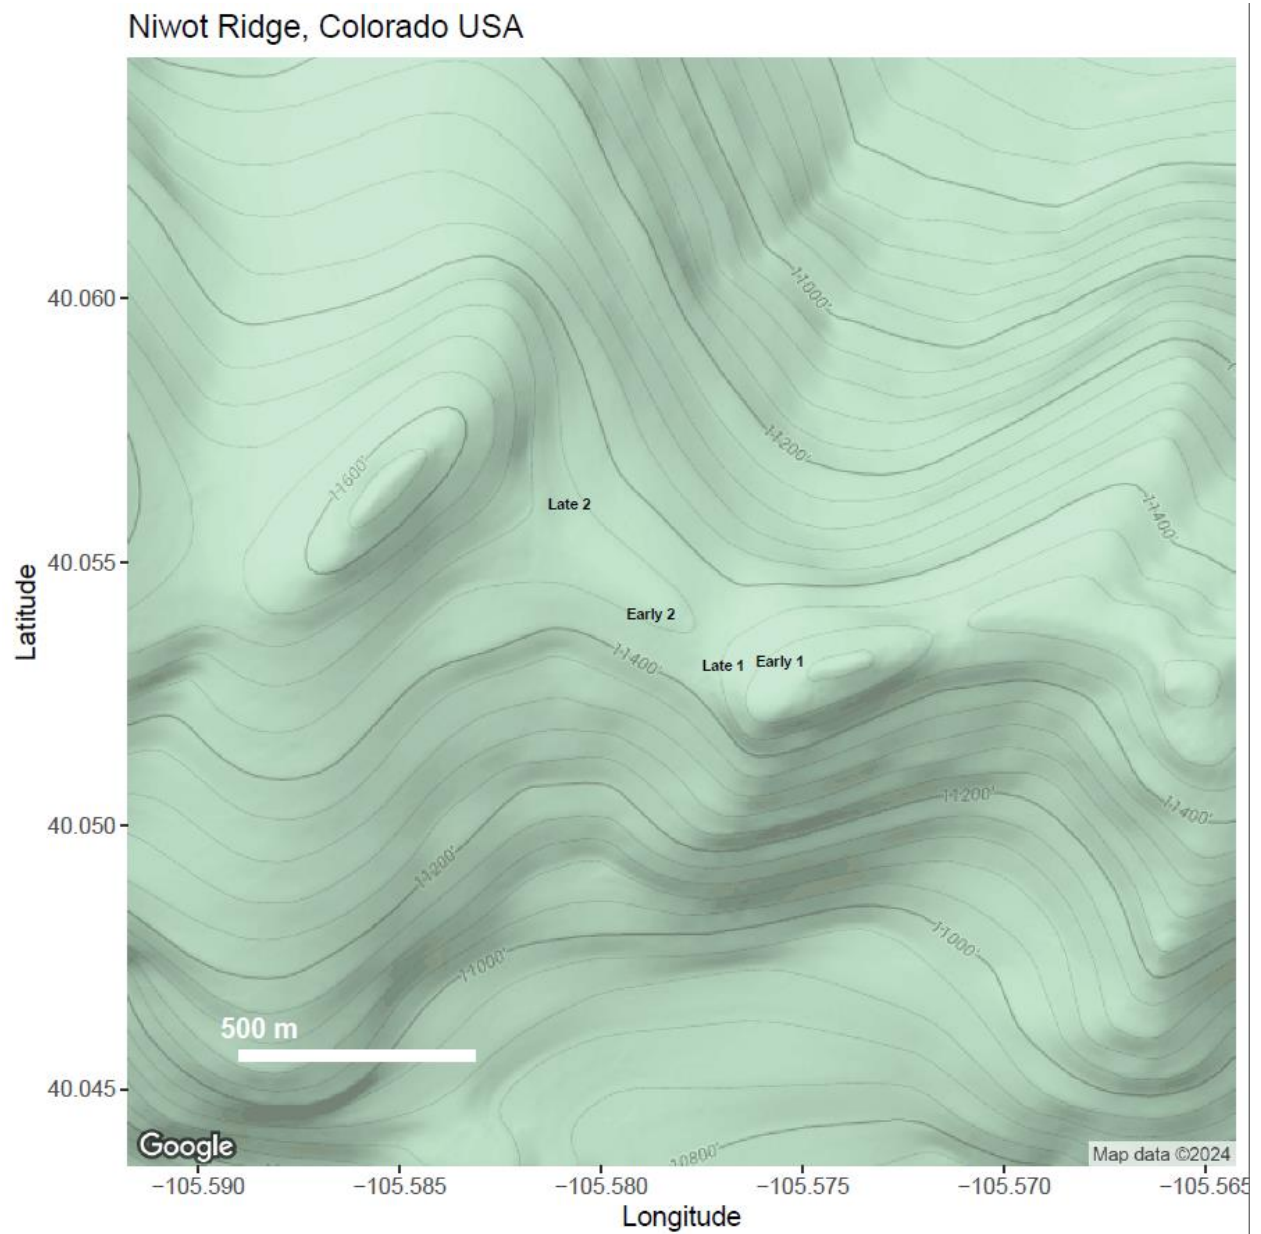 Niwot Ridge, Colorado USA
40.060
40.055
40.050
40.045
Latitude
11000'
11200'
11600'
11400'
Late 2
Early 2
11400'
Late 1
Early 1
11200'
11400'
11200'
11000'
11000'
500 m
10800'
Google
Map data ©2024
−105.590
−105.585
−105.580
−105.575
−105.570
−105.565
Longitude